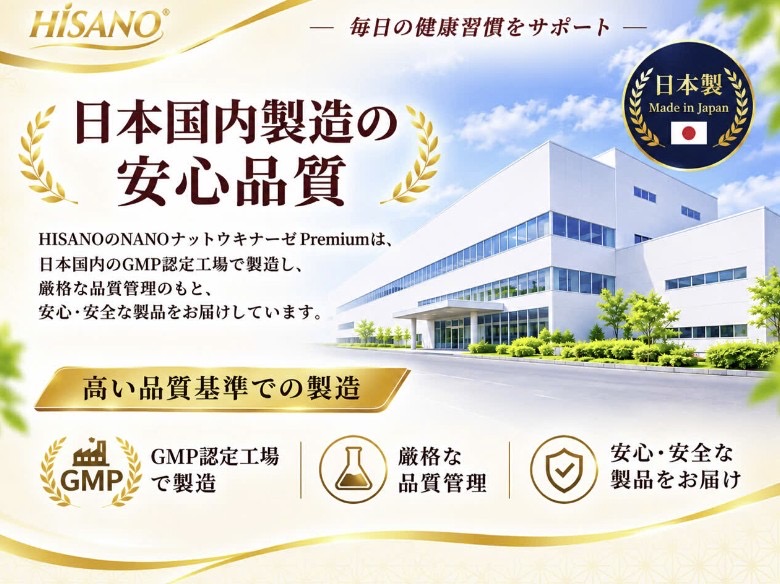 HiSANO®
― 毎日の健康習慣をサポート ―
日本製
Made in Japan
日本国内製造の
安心品質
HISANOのNANOナットウキナーゼ Premiumは、
日本国内のGMP認定工場で製造し、
厳格な品質管理のもと、
安心・安全な製品をお届けしています。
高い品質基準での製造
GMP
GMP認定工場
で製造
厳格な
品質管理
安心・安全な
製品をお届け